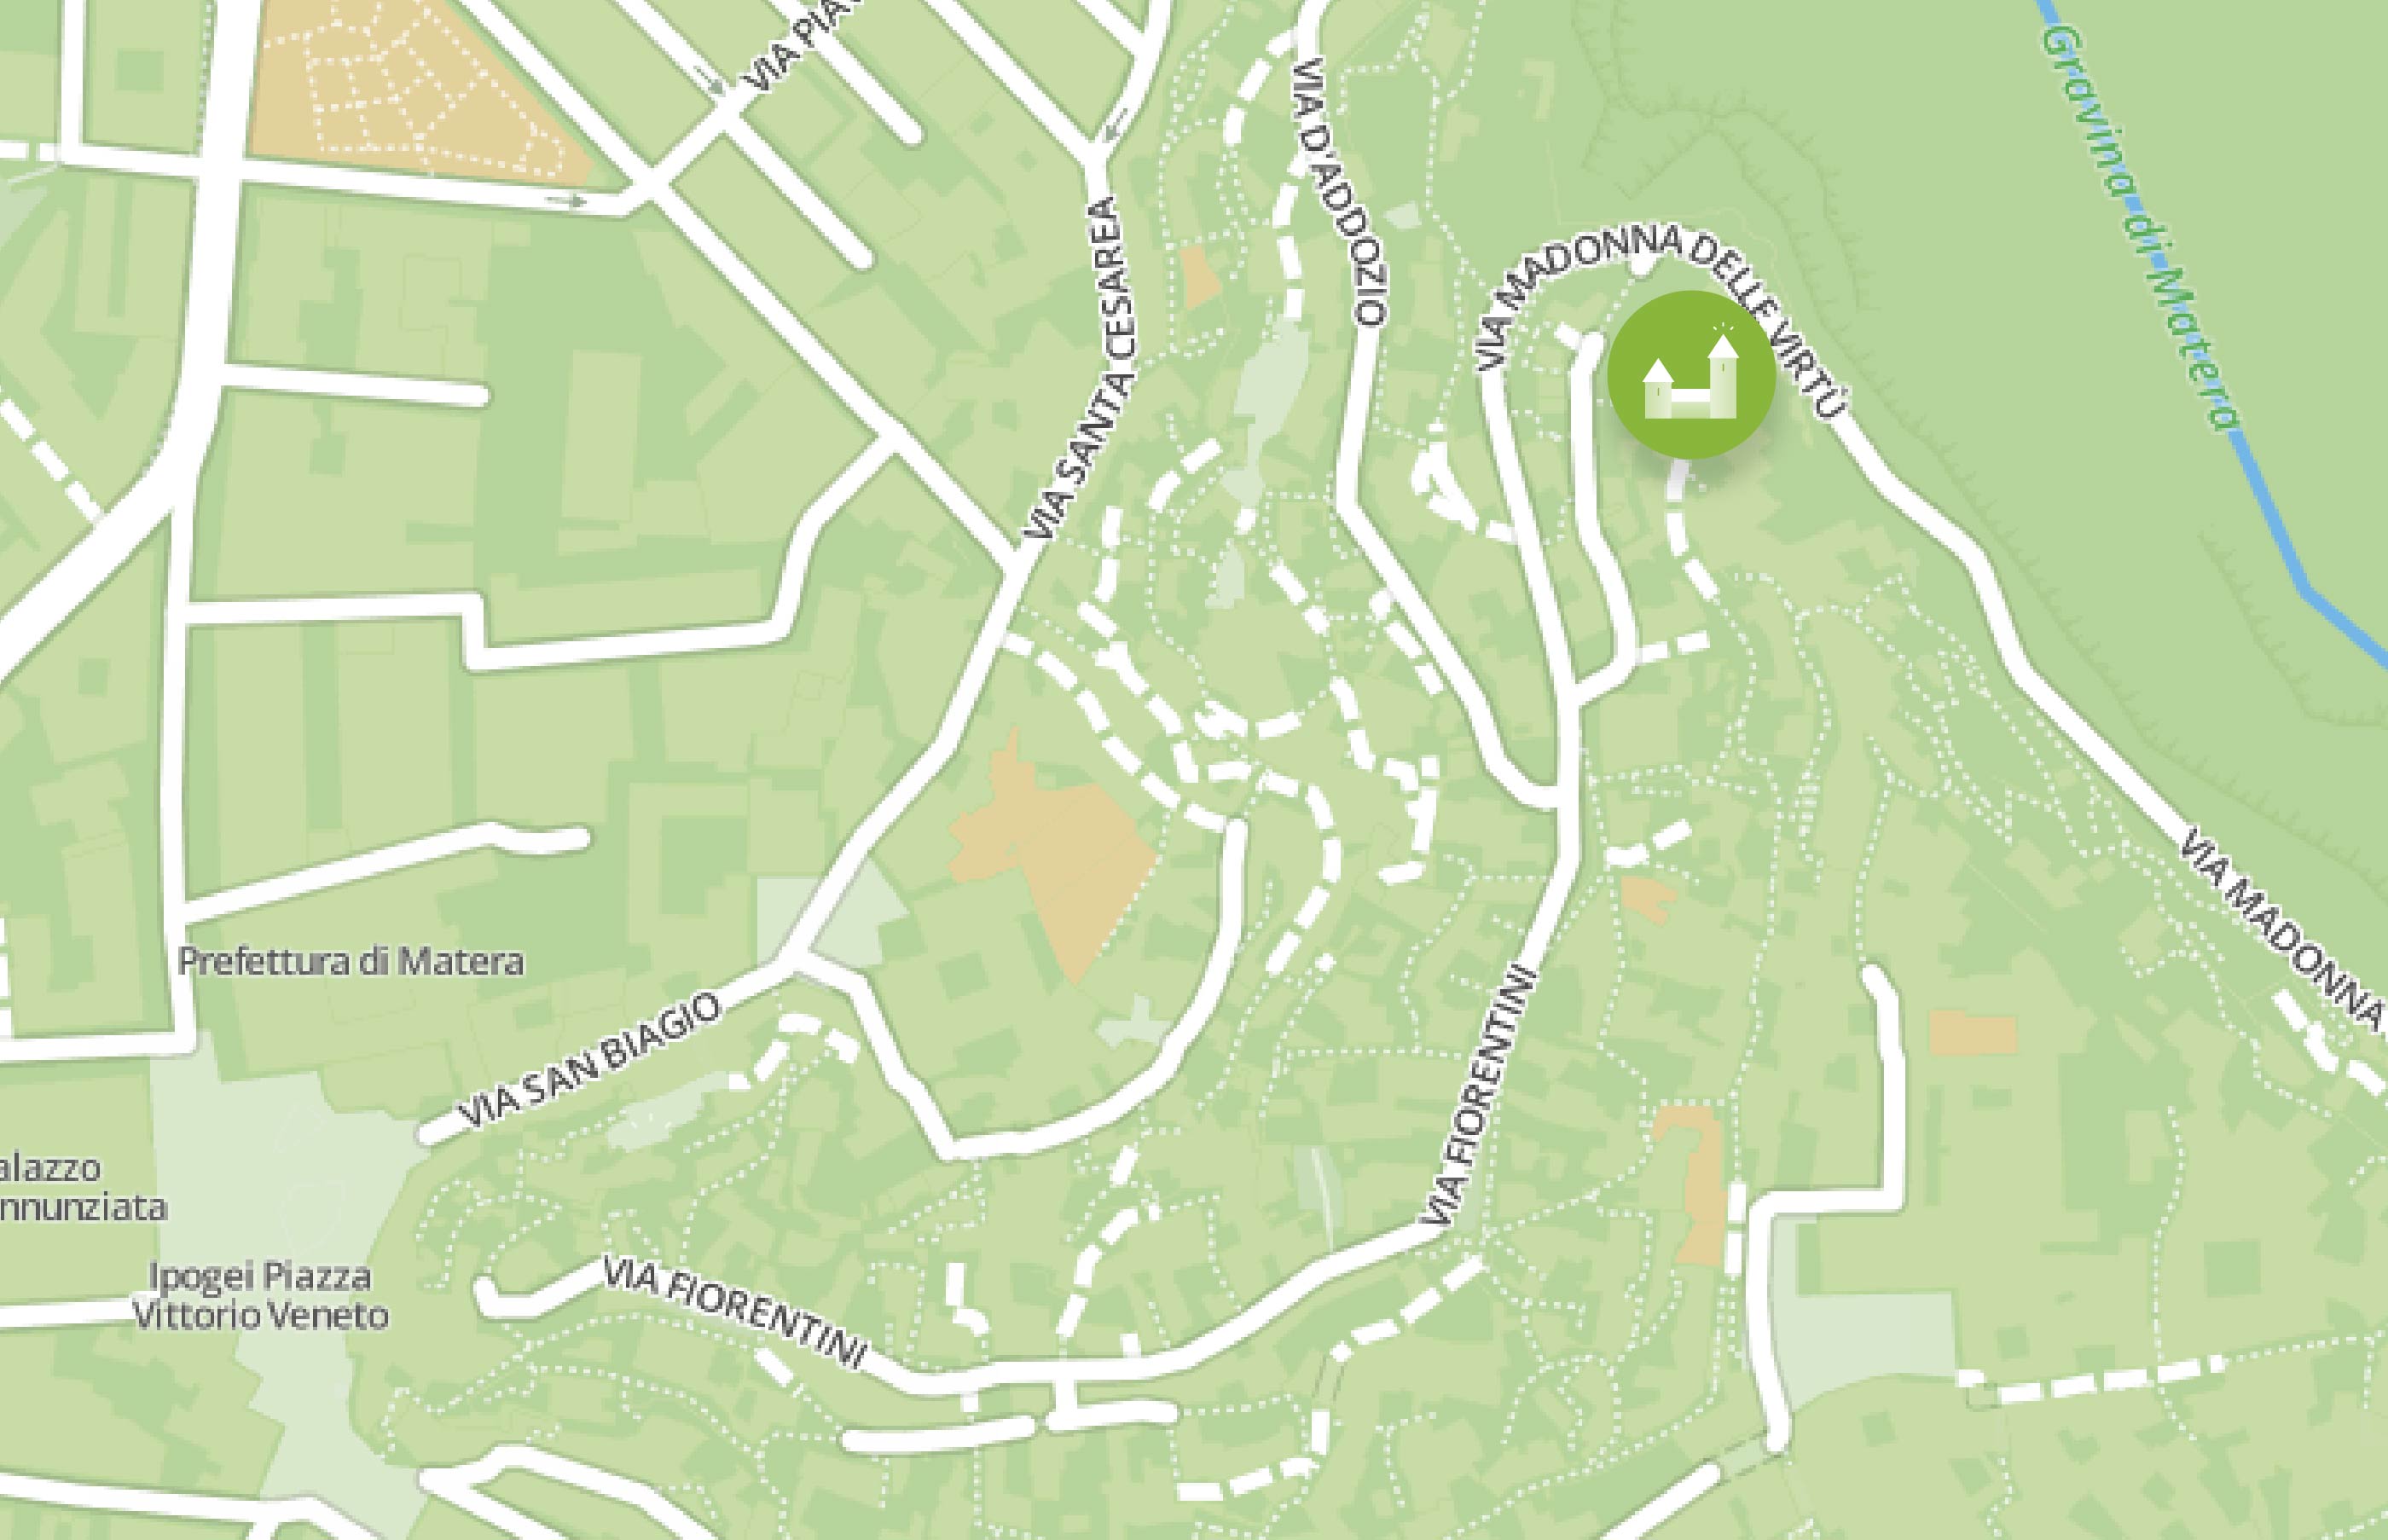 VIA PIAV
Gravina di Matera
VIA D'ADDOZIO
VIA SANTA CESAREA
VIA MADONNA DELLE VIRTÙ
VIA MADONNA
Prefettura di Matera
VIA SAN BIAGIO
VIA FIORENTINI
alazzo
nnunziata
Ipogei Piazza
Vittorio Veneto
VIA FIORENTINI